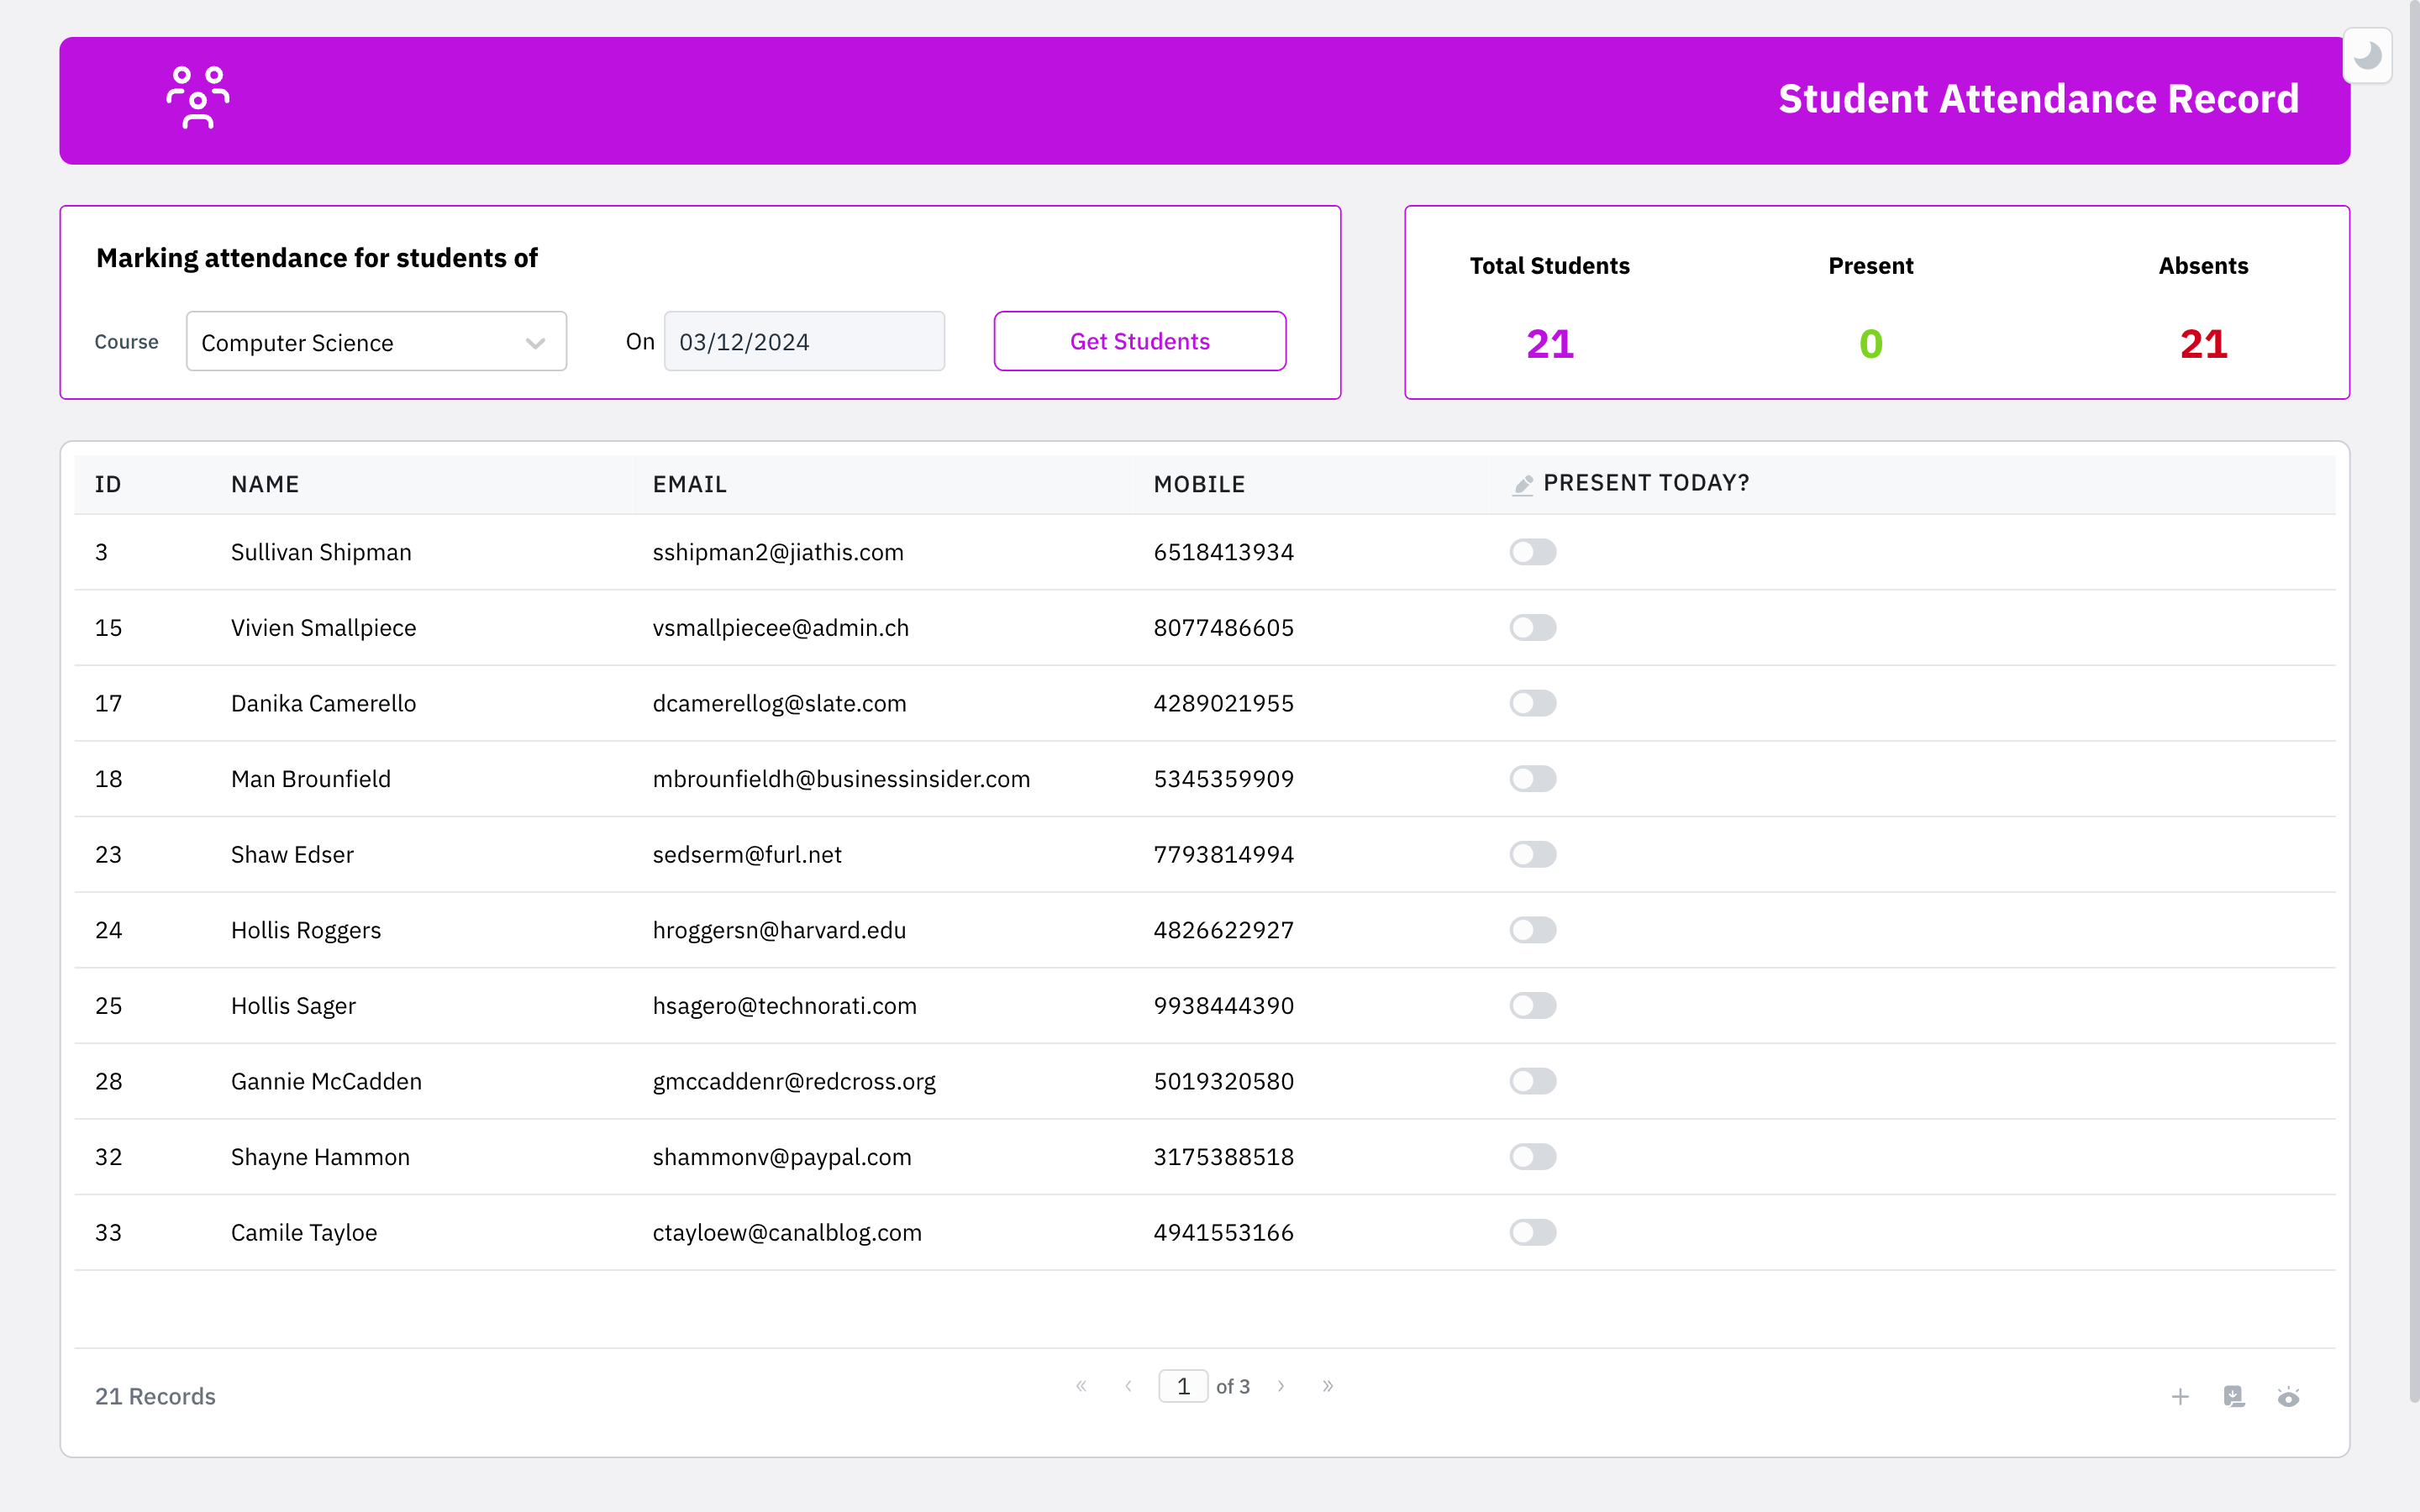 Student Attendance Record
Marking attendance for students of
Course Computer Science On 03/12/2024 Get Students
Total Students Present Absents
21 0 21
ID NAME EMAIL MOBILE PRESENT TODAY?
3 Sullivan Shipman sshipman2@jiathis.com 6518413934
15 Vivien Smallpiece vsmallpiecee@admin.ch 8077486605
17 Danika Camerello dcamerellog@slate.com 4289021955
18 Man Brounfield mbrounfieldh@businessinsider.com 5345359909
23 Shaw Edser sedserm@furl.net 7793814994
24 Hollis Roggers hroggersn@harvard.edu 4826622927
25 Hollis Sager hsagero@technorati.com 9938444390
28 Gannie McCadden gmccaddenr@redcross.org 5019320580
32 Shayne Hammon shammonv@paypal.com 3175388518
33 Camile Tayloe ctayloew@canalblog.com 4941553166
21 Records 1 of 3